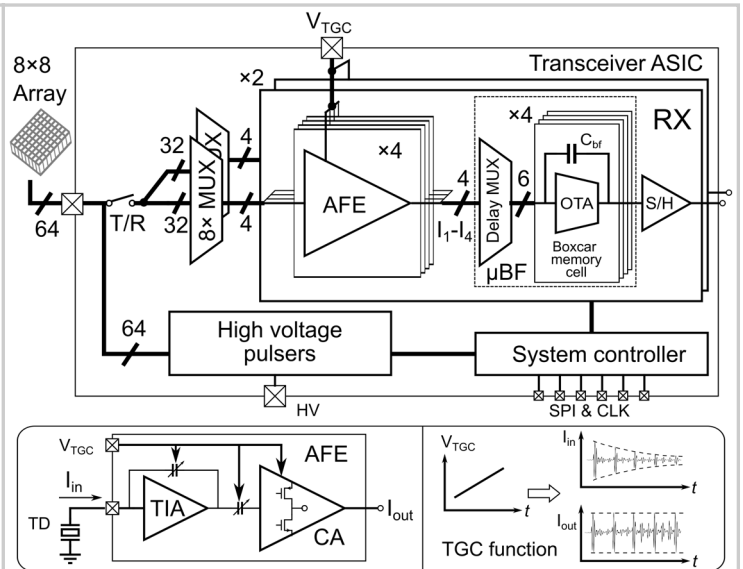 V_TGC
8×8
Array
×2
Transceiver ASIC
RX
×4
×4
C_bf
32
32
4
4
8× MUX
UX
AFE
4
I_1-I_4
Delay MUX
6
OTA
Boxcar
memory
cell
S/H
μBF
64
T/R
64
High voltage
pulsers
System controller
HV
SPI & CLK
V_TGC
AFE
I_in
TIA
TD
CA
I_out
V_TGC
t
TGC function
I_in
t
I_out
t